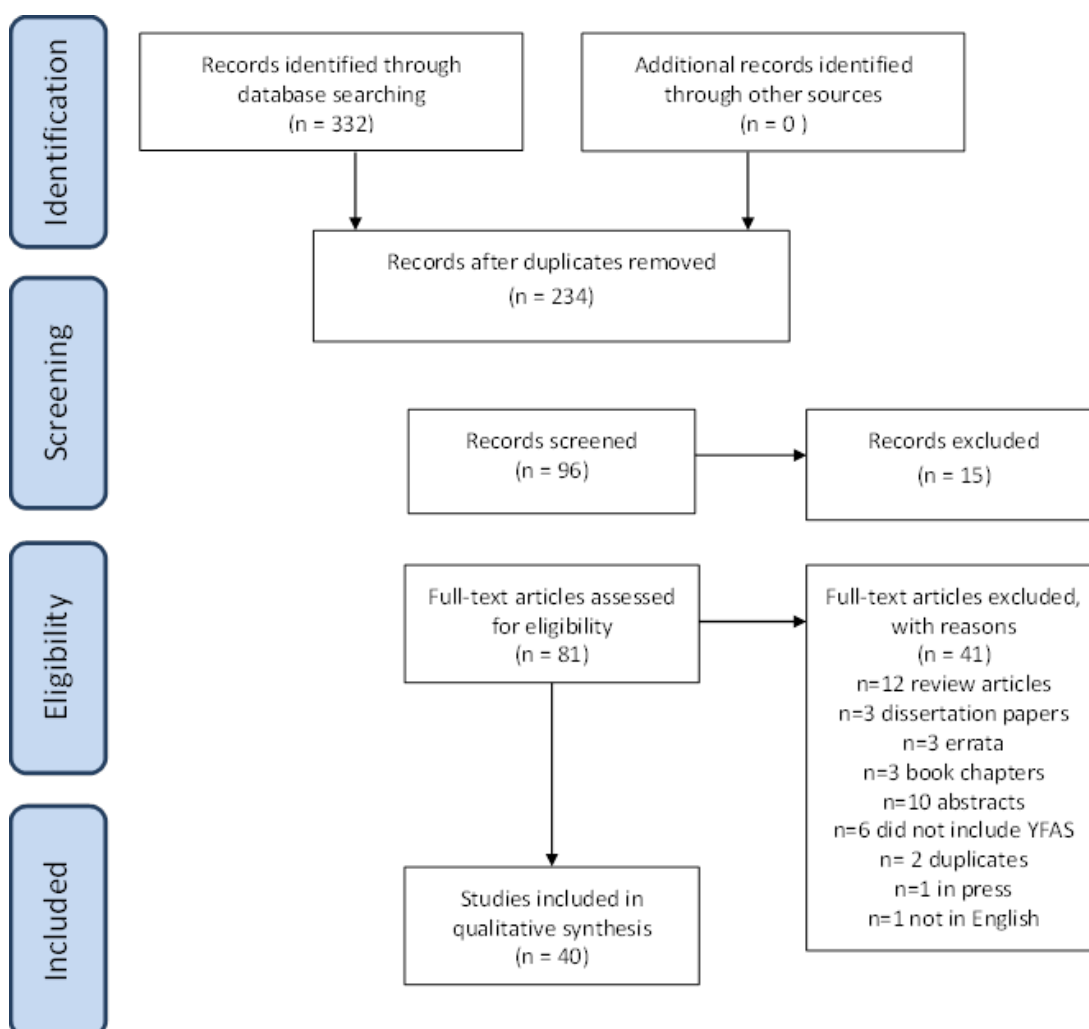 Identification
Records identified through
database searching
(n = 332)
Additional records identified
through other sources
(n = 0 )
Records after duplicates removed
(n = 234)
Screening
Records screened
(n = 96)
Records excluded
(n = 15)
Eligibility
Full-text articles assessed
for eligibility
(n = 81)
Full-text articles excluded,
with reasons
(n = 41)
n=12 review articles
n=3 dissertation papers
n=3 errata
n=3 book chapters
n=10 abstracts
n=6 did not include YFAS
n= 2 duplicates
n=1 in press
n=1 not in English
Included
Studies included in
qualitative synthesis
(n = 40)